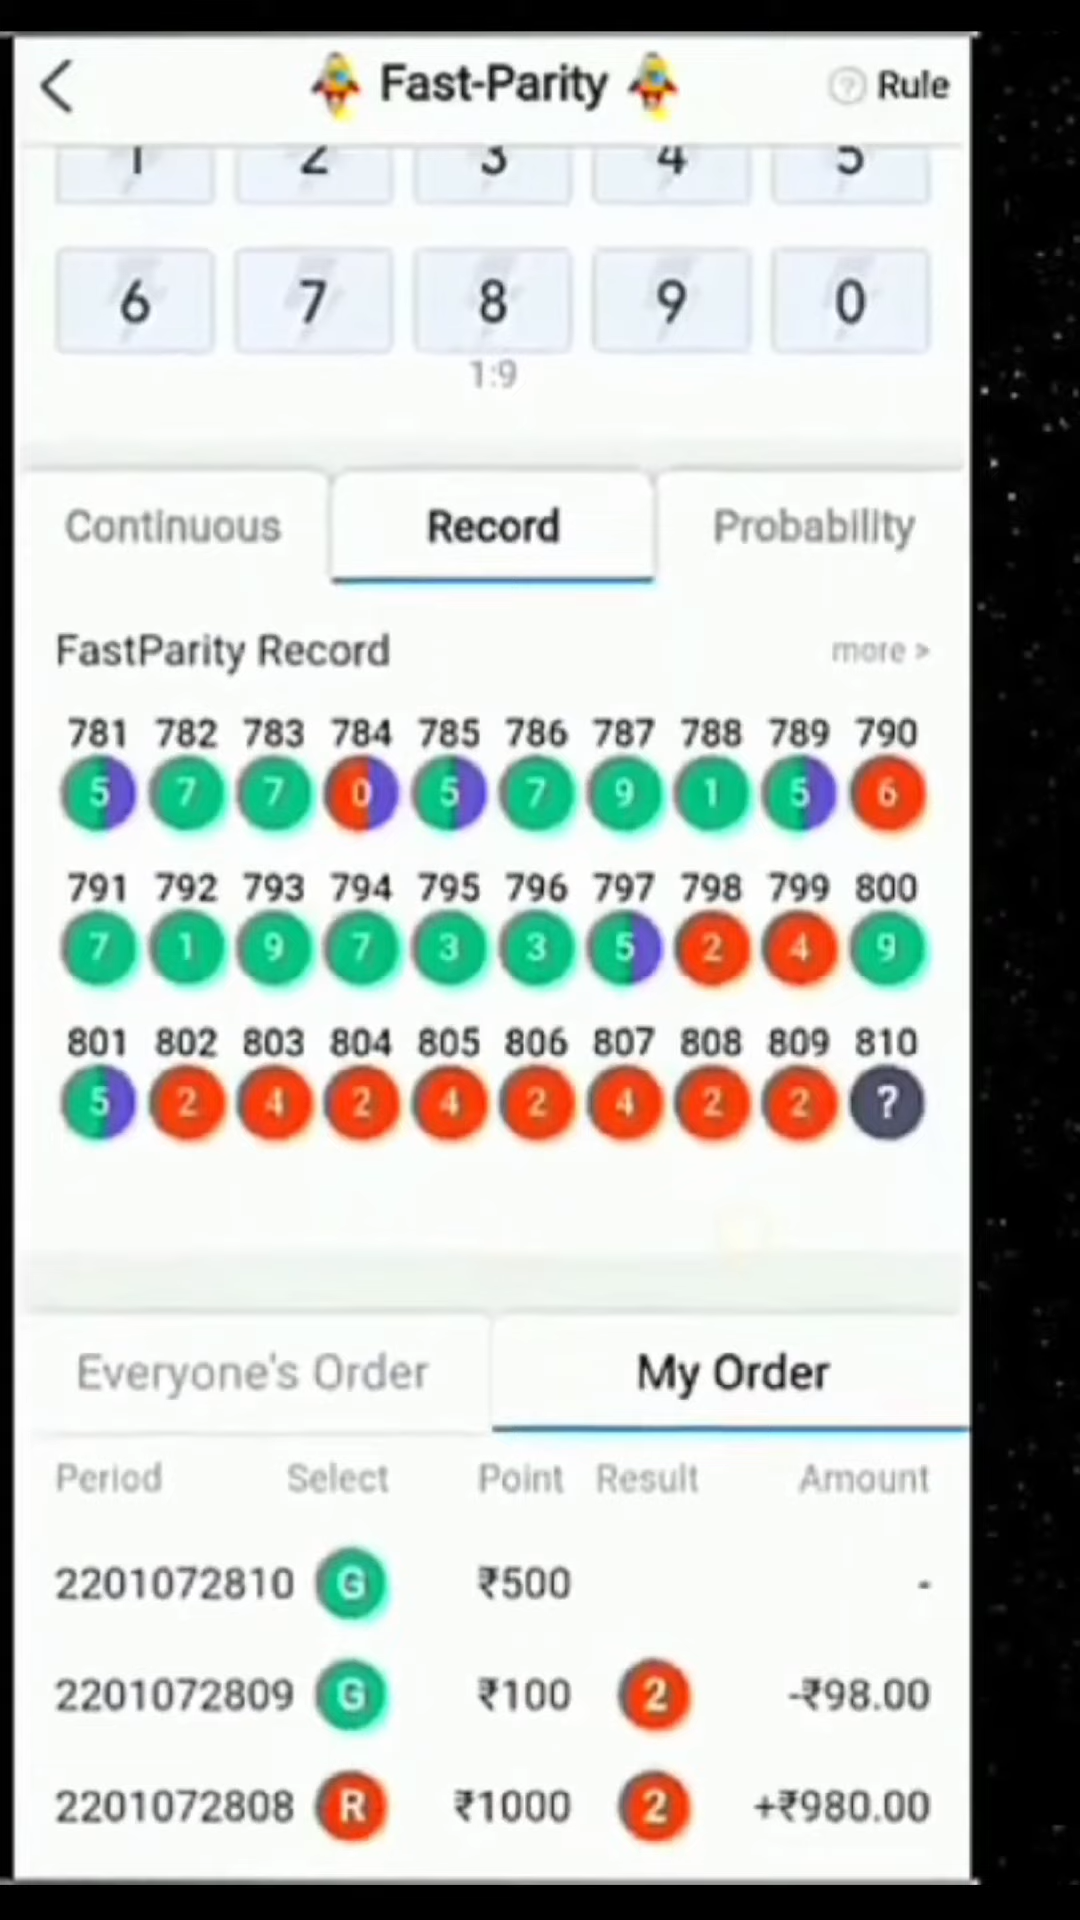 Fast-Parity
? Rule
1 2 3 4 5
6 7 8 9 0
1:9
Continuous Record Probability
FastParity Record more >
781 782 783 784 785 786 787 788 789 790
5 7 7 0 5 7 9 1 5 6
791 792 793 794 795 796 797 798 799 800
7 1 9 7 3 3 5 2 4 9
801 802 803 804 805 806 807 808 809 810
5 2 4 2 4 2 4 2 2 ?
Everyone's Order My Order
Period Select Point Result Amount
2201072810 G ₹500 -
2201072809 G ₹100 2 -₹98.00
2201072808 R ₹1000 2 +₹980.00